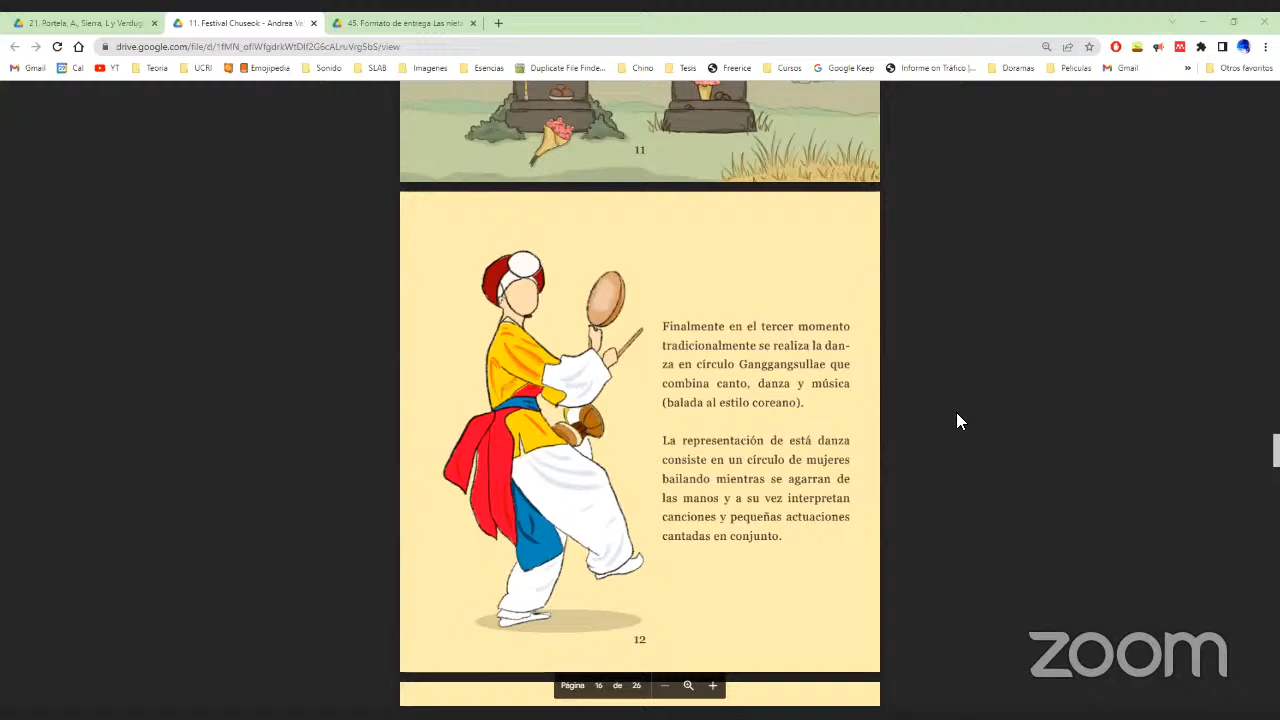 21. Portela, A., Sierra, L y Verdug
11. Festival Chuseok - Andrea Va
45. Formato de entrega Las niet
drive.google.com/file/d/1fMN_oflWfgdrkWtDlf2G6cALruVrgSbS/view
Gmail
Cal
YT
Teoria
UCRI
Emojipedia
Sonido
SLAB
Imagenes
Esencias
Duplicate File Finde...
Chino
Tesis
Freerice
Cursos
Google Keep
Informe on Tráfico |...
Doramas
Peliculas
Gmail
»
Otros favoritos
11
Finalmente en el tercer momento
tradicionalmente se realiza la dan-
za en círculo Ganggangsullae que
combina canto, danza y música
(balada al estilo coreano).
La representación de está danza
consiste en un círculo de mujeres
bailando mientras se agarran de
las manos y a su vez interpretan
canciones y pequeñas actuaciones
cantadas en conjunto.
12
Página 16 de 26
zoom